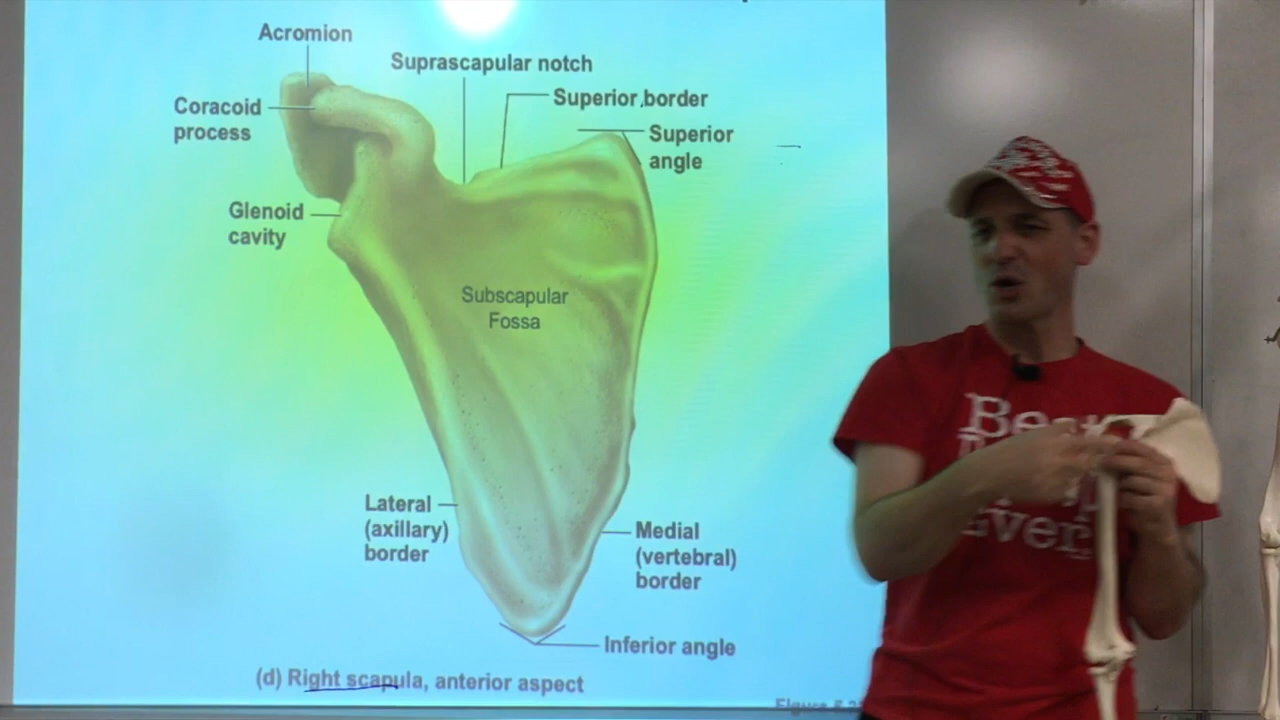 Acromion
Suprascapular notch
Superior border
Coracoid
process
Superior
angle
Glenoid
cavity
Subscapular
Fossa
Lateral
(axillary)
border
Medial
(vertebral)
border
Inferior angle
(d) Right scapula, anterior aspect
Ever